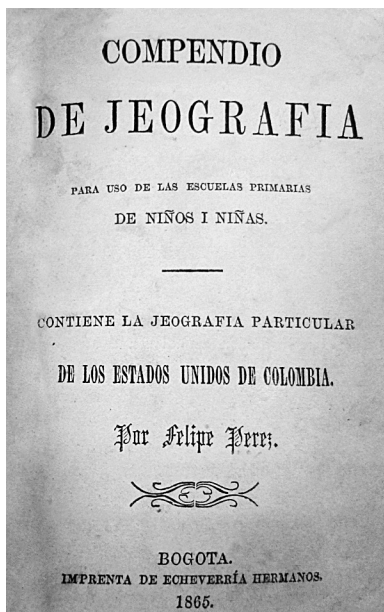 COMPENDIO
DE JEOGRAFIA
PARA USO DE LAS ESCUELAS PRIMARIAS
DE NIÑOS I NIÑAS.
CONTIENE LA JEOGRAFIA PARTICULAR
DE LOS ESTADOS UNIDOS DE COLOMBIA.
Por Felipe Perez.
BOGOTA.
IMPRENTA DE ECHEVERRÍA HERMANOS.
1865.